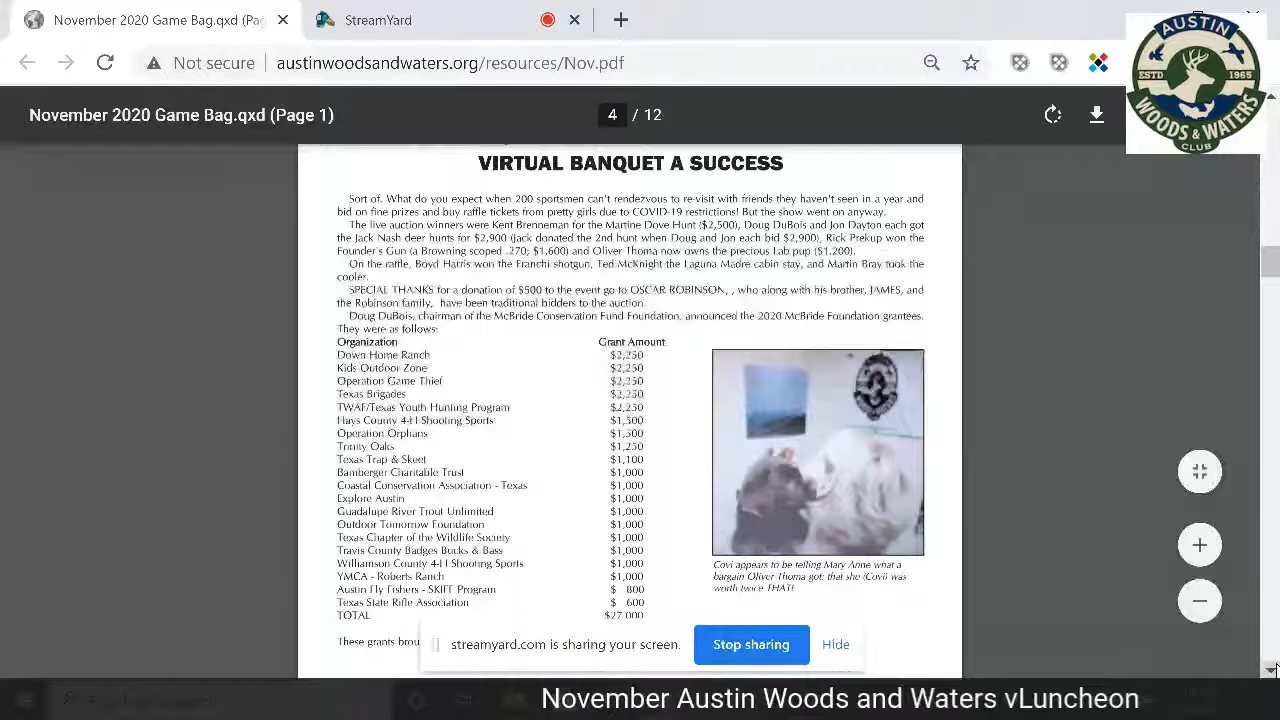 November 2020 Game Bag.qxd (Pag
StreamYard
Not secure
austinwoodsandwaters.org/resources/Nov.pdf
AUSTIN
ESTD 1965
WOODS & WATERS
CLUB
November 2020 Game Bag.qxd (Page 1)
4 / 12
VIRTUAL BANQUET A SUCCESS
Sort of. What do you expect when 200 sportsmen can't rendezvous to re-visit with friends they haven't seen in a year and
bid on fine prizes and buy raffle tickets from pretty girls due to COVID-19 restrictions! But the show went on anyway.
The live auction winners were Kent Brenneman for the Martine Dove Hunt ($2,500), Doug DuBois and Jon Dayton each got
the Jack Nash deer hunts for $2,900 (Jack donated the 2nd hunt when Doug and Jon each bid $2,900), Rick Prekup won the
Founder's Gun (a Browning scoped .270; $1,600) and Oliver Thoma now owns the precious Lab pup ($1,200).
On the raffle, Boyd Harris won the Franchi shotgun, Ted McKnight the Laguna Madre cabin stay, and Martin Bray took the
cooler.
SPECIAL THANKS for a donation of $500 to the event go to OSCAR ROBINSON, , who along with his brother, JAMES, and
the Robinson family, have been traditional bidders to the auction.
Doug DuBois, chairman of the McBride Conservation Fund Foundation, announced the 2020 McBride Foundation grantees.
They were as follows:
Organization Grant Amount
Down Home Ranch $2,250
Kids Outdoor Zone $2,250
Operation Game Thief $2,250
Texas Brigades $2,250
TWAF/Texas Youth Hunting Program $2,250
Hays County 4-H Shooting Sports $1,500
Operation Orphans $1,500
Trinity Oaks $1,250
Texas Trap & Skeet $1,100
Bamberger Charitable Trust $1,000
Coastal Conservation Association - Texas $1,000
Explore Austin $1,000
Guadalupe River Trout Unlimited $1,000
Outdoor Tomorrow Foundation $1,000
Texas Chapter of the Wildlife Society $1,000
Travis County Badges Bucks & Bass $1,000
Williamson County 4-H Shooting Sports $1,000
YMCA - Roberts Ranch $1,000
Austin Fly Fishers - SKIFF Program $ 800
Texas State Rifle Association $ 600
TOTAL $27,000
Covi appears to be telling Mary Anne what a
bargain Oliver Thoma got: that she (Covi) was
worth twice THAT!
These grants brou
streamyard.com is sharing your screen.
Stop sharing
Hide
November Austin Woods and Waters vLuncheon